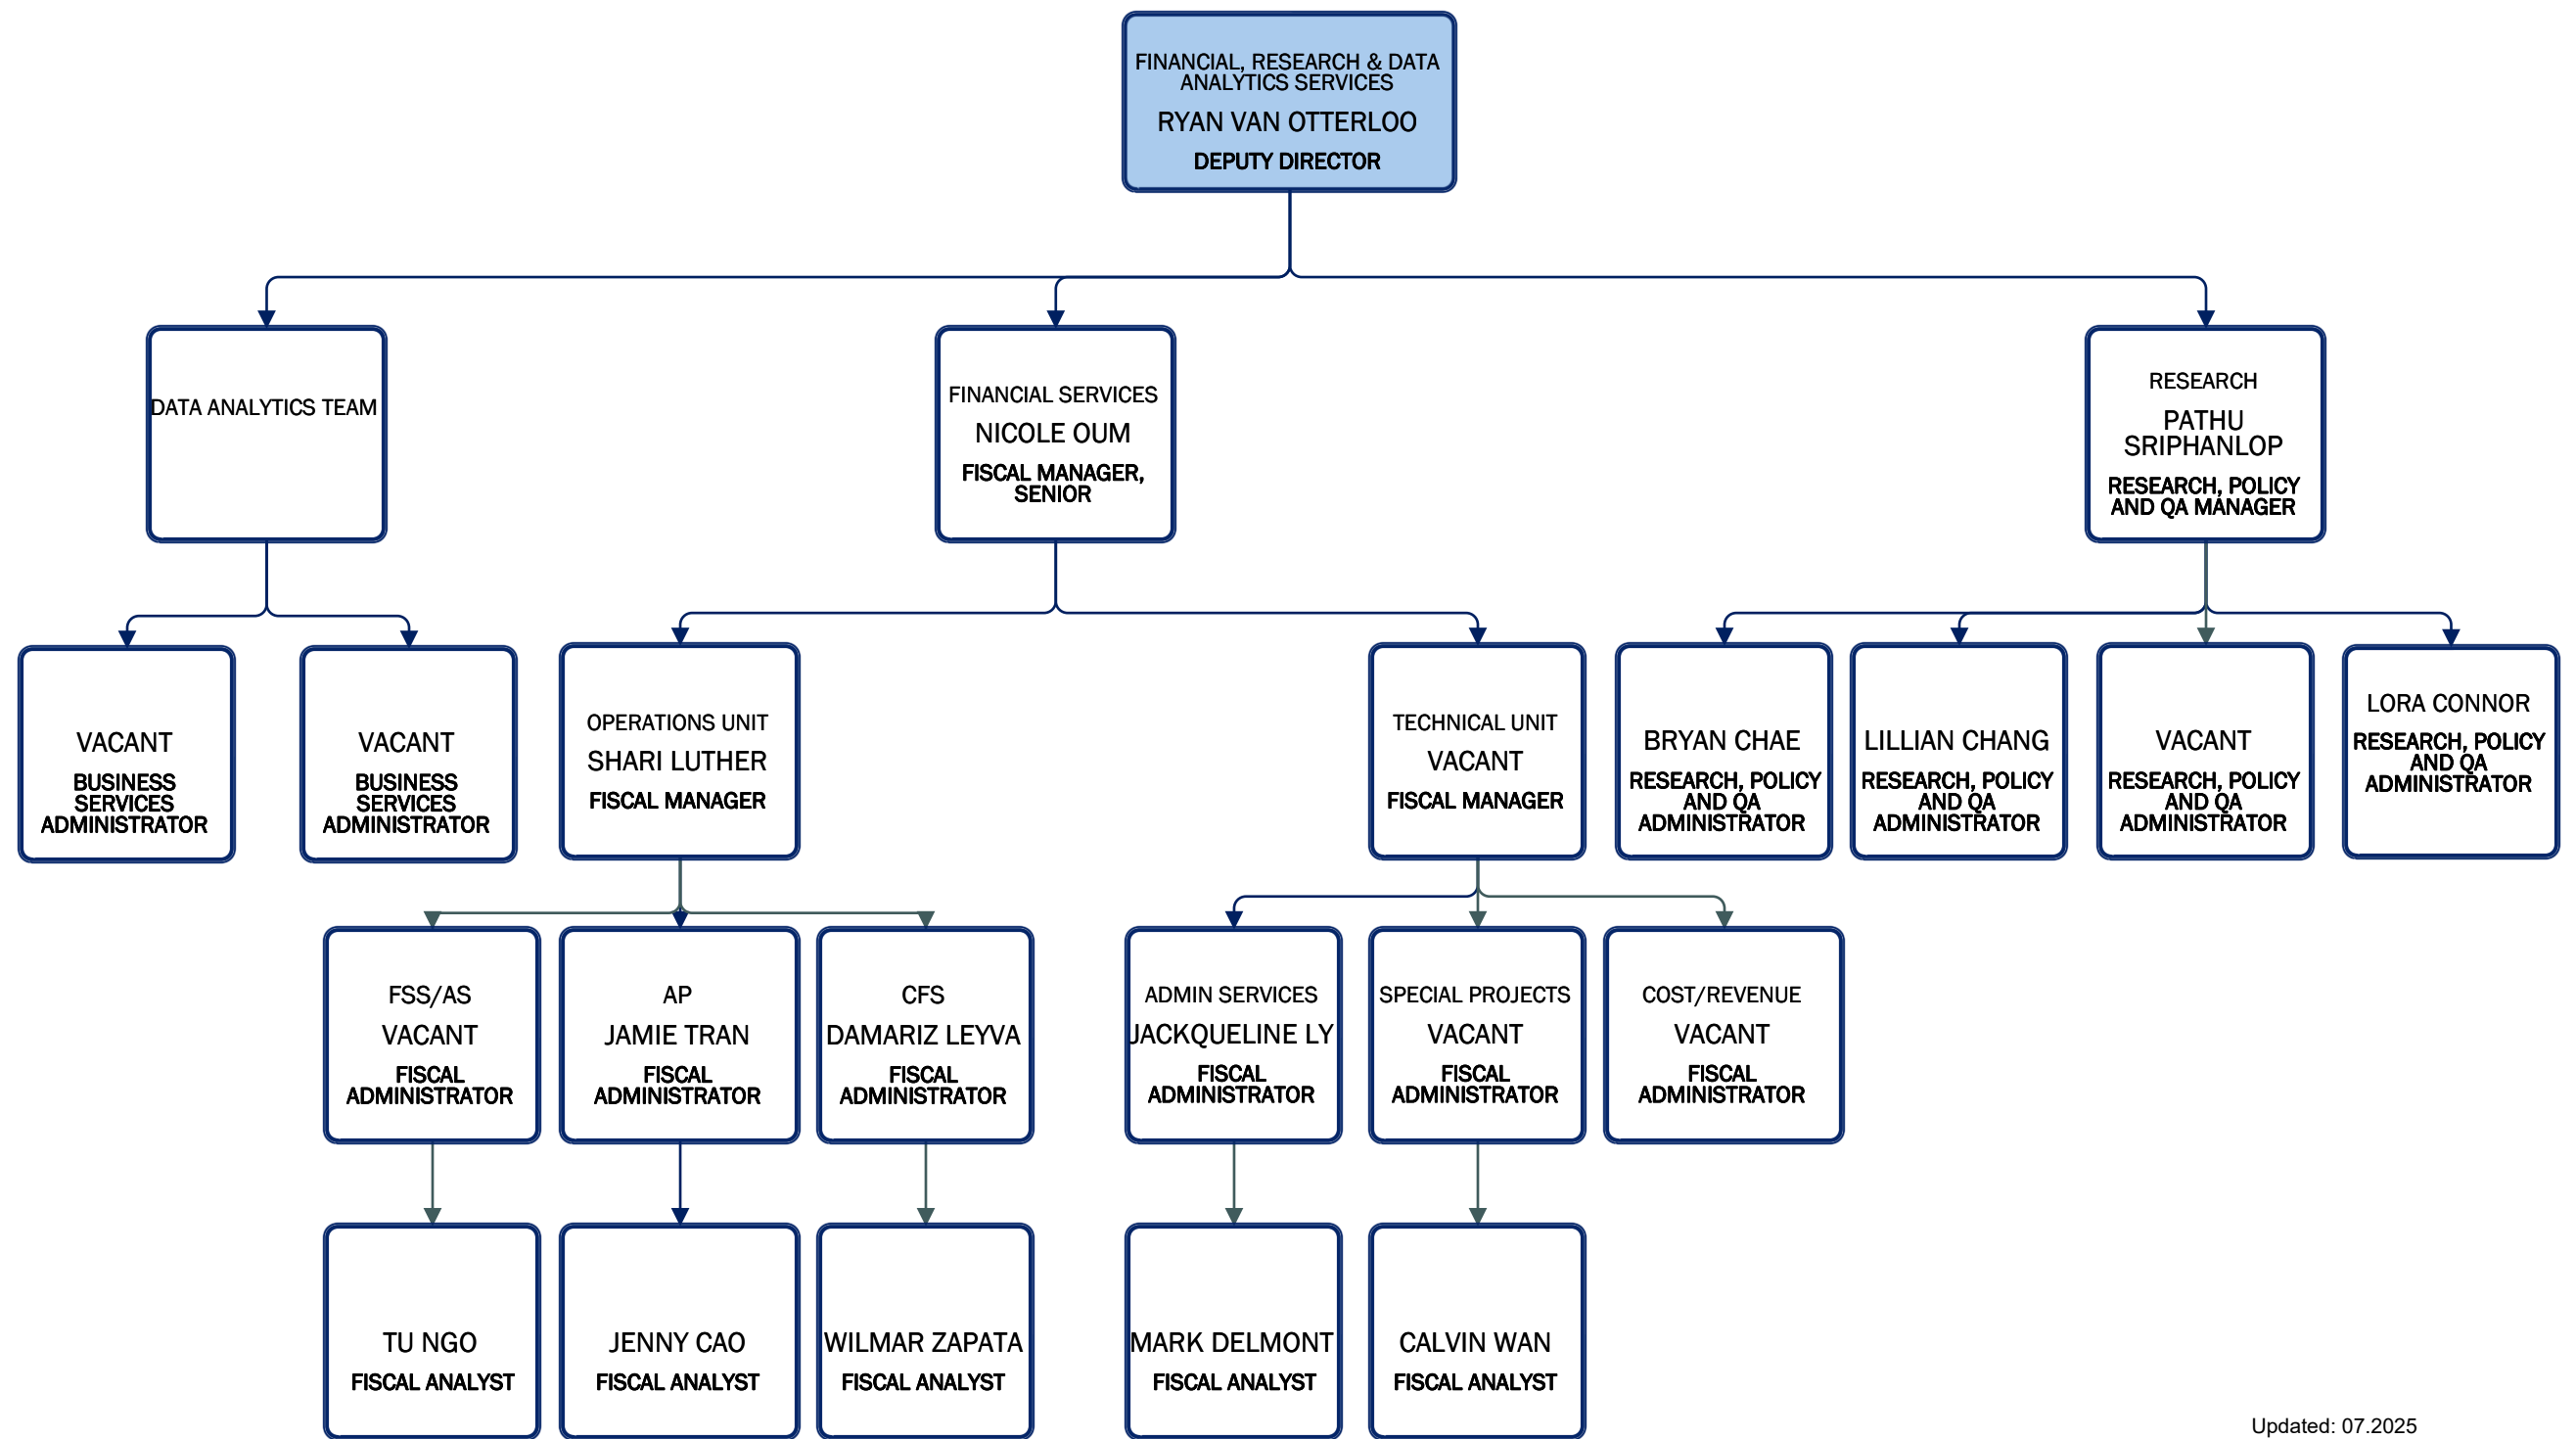 FINANCIAL, RESEARCH & DATA
ANALYTICS SERVICES
RYAN VAN OTTERLOO
DEPUTY DIRECTOR
DATA ANALYTICS TEAM
FINANCIAL SERVICES
NICOLE OUM
FISCAL MANAGER,
SENIOR
RESEARCH
PATHU
SRIPHANLOP
RESEARCH, POLICY
AND QA MANAGER
VACANT
BUSINESS
SERVICES
ADMINISTRATOR
VACANT
BUSINESS
SERVICES
ADMINISTRATOR
OPERATIONS UNIT
SHARI LUTHER
FISCAL MANAGER
TECHNICAL UNIT
VACANT
FISCAL MANAGER
BRYAN CHAE
RESEARCH, POLICY
AND QA
ADMINISTRATOR
LILLIAN CHANG
RESEARCH, POLICY
AND QA
ADMINISTRATOR
VACANT
RESEARCH, POLICY
AND QA
ADMINISTRATOR
LORA CONNOR
RESEARCH, POLICY
AND QA
ADMINISTRATOR
FSS/AS
VACANT
FISCAL
ADMINISTRATOR
AP
JAMIE TRAN
FISCAL
ADMINISTRATOR
CFS
DAMARIZ LEYVA
FISCAL
ADMINISTRATOR
ADMIN SERVICES
JACKQUELINE LY
FISCAL
ADMINISTRATOR
SPECIAL PROJECTS
VACANT
FISCAL
ADMINISTRATOR
COST/REVENUE
VACANT
FISCAL
ADMINISTRATOR
TU NGO
FISCAL ANALYST
JENNY CAO
FISCAL ANALYST
WILMAR ZAPATA
FISCAL ANALYST
MARK DELMONT
FISCAL ANALYST
CALVIN WAN
FISCAL ANALYST
Updated: 07.2025